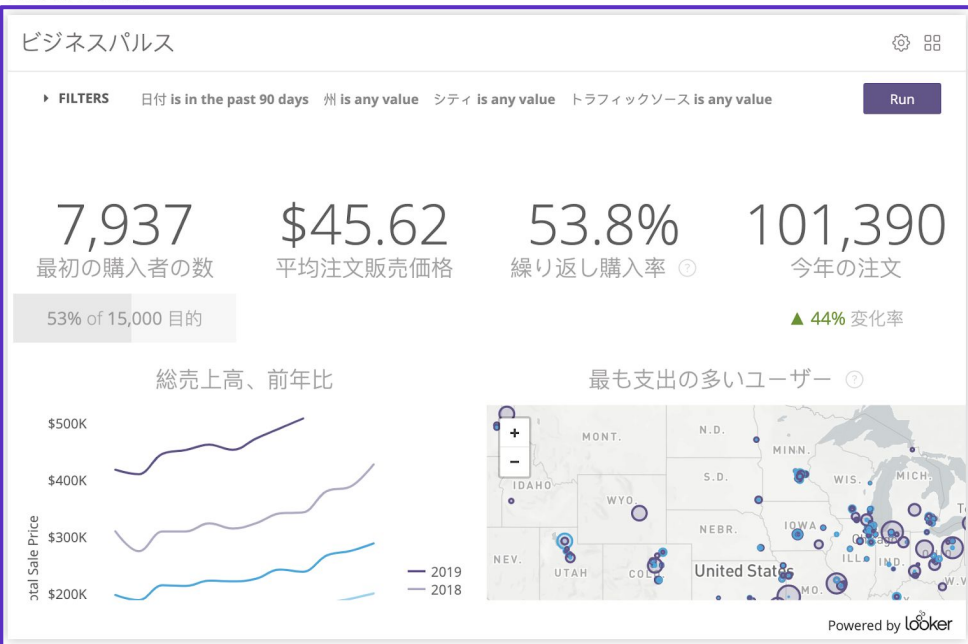 ビジネスパルス
FILTERS 日付 is in the past 90 days 州 is any value シティ is any value トラフィックソース is any value Run
7,937 $45.62 53.8% 101,390
最初の購入者の数 平均注文販売価格 繰り返し購入率 ? 今年の注文
53% of 15,000 目的 ▲ 44% 変化率
総売上高、前年比 最も支出の多いユーザー ?
$500K
$400K
$300K
$200K
otal Sale Price
2019
2018
+
−
MONT.
N.D.
MINN.
IDAHO
S.D.
WIS.
MICH.
WYO.
NEBR.
IOWA
NEV.
UTAH
COL
United States
ILL.
IND.
MO.
KY
W.V
Powered by looker